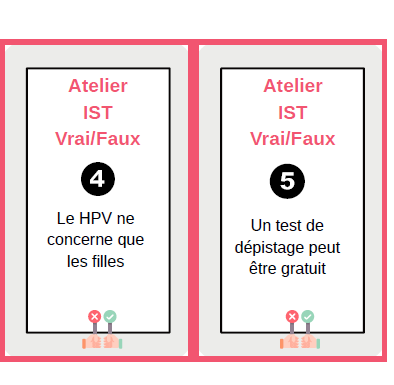 Atelier
IST
Vrai/Faux
4
Le HPV ne
concerne que
les filles
Atelier
IST
Vrai/Faux
5
Un test de
dépistage peut
être gratuit